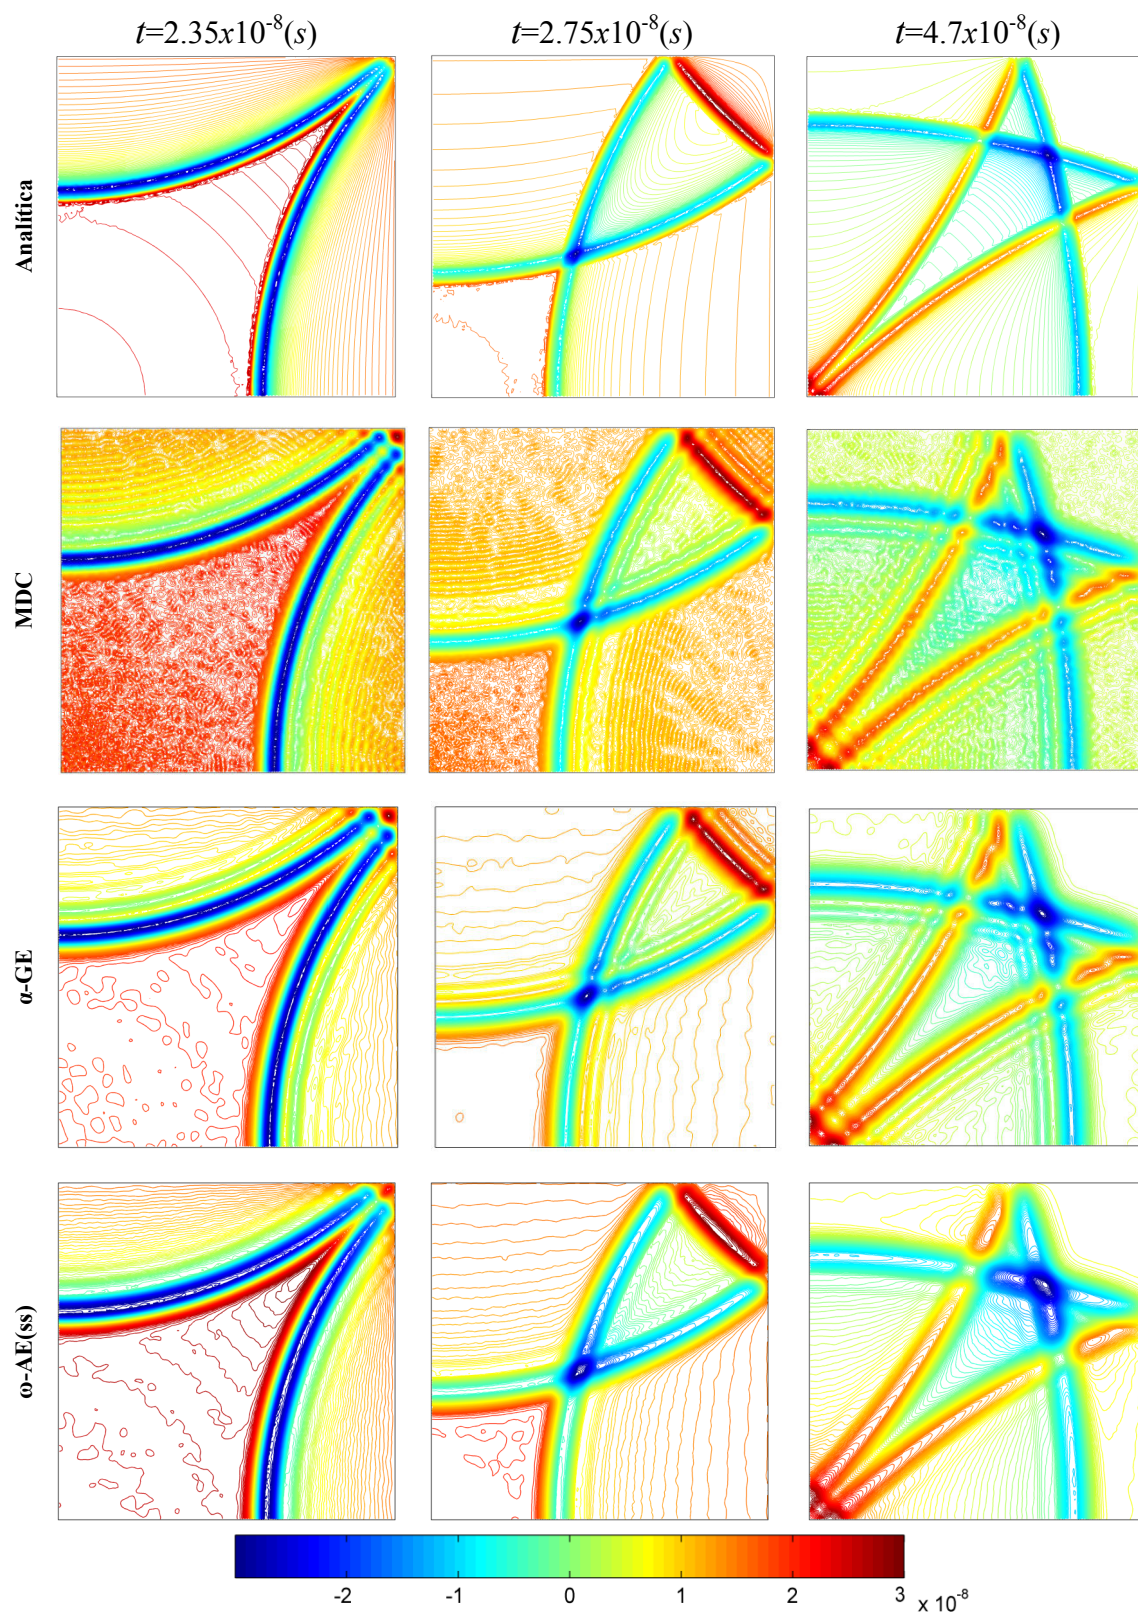 t=2.35x10⁻⁸(s) t=2.75x10⁻⁸(s) t=4.7x10⁻⁸(s)
Analítica
MDC
α-GE
ω-AE(ss)
-2 -1 0 1 2 3 x 10⁻⁸